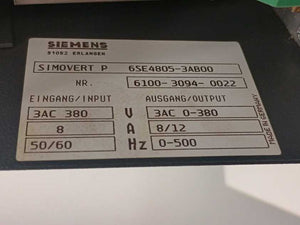 SIEMENS
91052 ERLANGEN
SIMOVERT P 6SE4805-3AB00
NR. 6100-3094-0022
EINGANG/INPUT AUSGANG/OUTPUT
3AC 380 V 3AC 0-380
8 A 8/12
50/60 Hz 0-500
MADE IN GERMANY